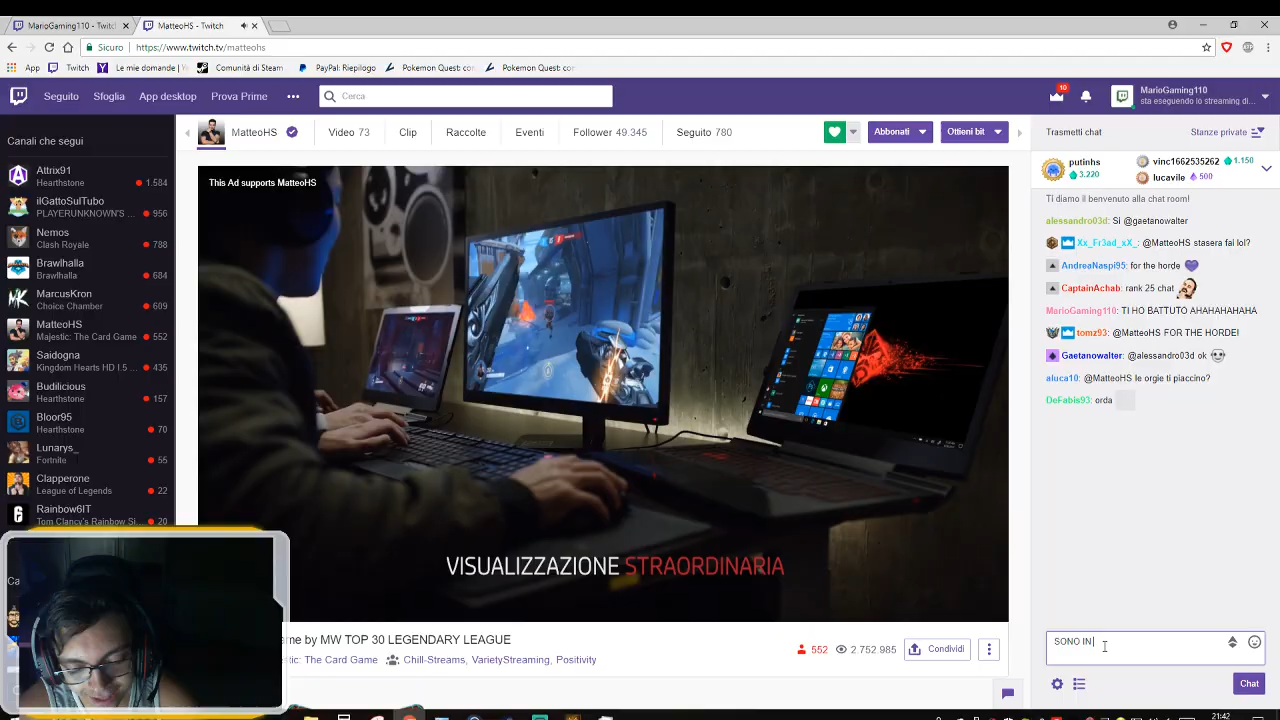 MarioGaming110 - Twitch
MatteoHS - Twitch
Sicuro
https://www.twitch.tv/matteohs
App
Twitch
Le mie domande |
Comunità di Steam
PayPal: Riepilogo
Pokemon Quest: con
Pokemon Quest: con
Seguito
Sfoglia
App desktop
Prova Prime
Cerca
10
MarioGaming110
sta eseguendo lo streaming di...
Canali che segui
MatteoHS
Video 73
Clip
Raccolte
Eventi
Follower 49.345
Seguito 780
Abbonati
Ottieni bit
Trasmetti chat
Stanze private
Attrix91
Hearthstone
1.584
ilGattoSulTubo
PLAYERUNKNOWN'S ...
956
Nemos
Clash Royale
788
Brawlhalla
Brawlhalla
684
MarcusKron
Choice Chamber
609
MatteoHS
Majestic: The Card Game
552
Saidogna
Kingdom Hearts HD I.5 ...
435
Budilicious
Hearthstone
157
Bloor95
Hearthstone
70
Lunarys_
Fortnite
55
Clapperone
League of Legends
22
Rainbow6IT
Tom Clancy's Rainbow Si...
20
Ca
This Ad supports MatteoHS
VISUALIZZAZIONE STRAORDINARIA
me by MW TOP 30 LEGENDARY LEAGUE
tic: The Card Game
Chill-Streams, VarietyStreaming, Positivity
552
2.752.985
Condividi
putinhs
3.220
vinc1662535262
1.150
lucavile
500
Ti diamo il benvenuto alla chat room!
alessandro03d: Si @gaetanowalter
Xx_Fr3ad_xX_: @MatteoHS stasera fai lol?
AndreaNaspi95: for the horde
CaptainAchab: rank 25 chat
MarioGaming110: TI HO BATTUTO AHAHAHAHAHA
tomz93: @MatteoHS FOR THE HORDE!
Gaetanowalter: @alessandro03d ok
aluca10: @MatteoHS le orgie ti piaccino?
DeFabis93: orda
SONO IN
Chat
21:42